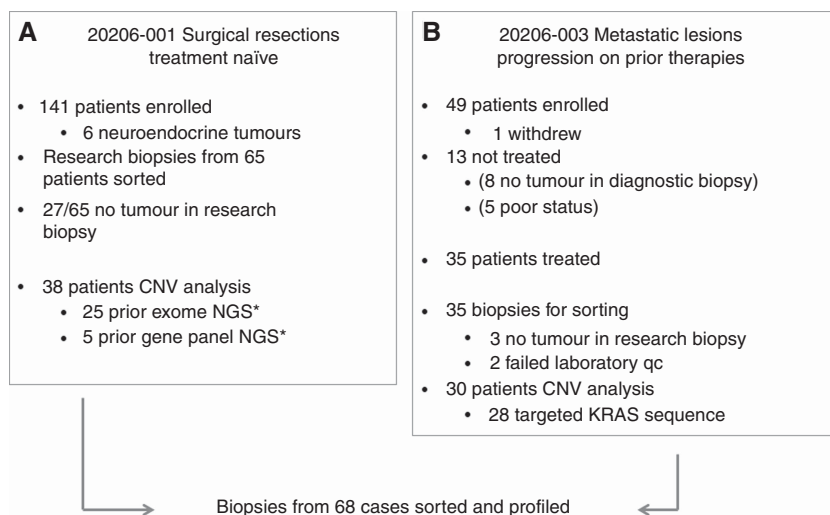 A
20206-001 Surgical resections
treatment naïve
• 141 patients enrolled
• 6 neuroendocrine tumours
• Research biopsies from 65
patients sorted
• 27/65 no tumour in research
biopsy
• 38 patients CNV analysis
• 25 prior exome NGS*
• 5 prior gene panel NGS*
B
20206-003 Metastatic lesions
progression on prior therapies
• 49 patients enrolled
• 1 withdrew
• 13 not treated
• (8 no tumour in diagnostic biopsy)
• (5 poor status)
• 35 patients treated
• 35 biopsies for sorting
• 3 no tumour in research biopsy
• 2 failed laboratory qc
• 30 patients CNV analysis
• 28 targeted KRAS sequence
Biopsies from 68 cases sorted and profiled